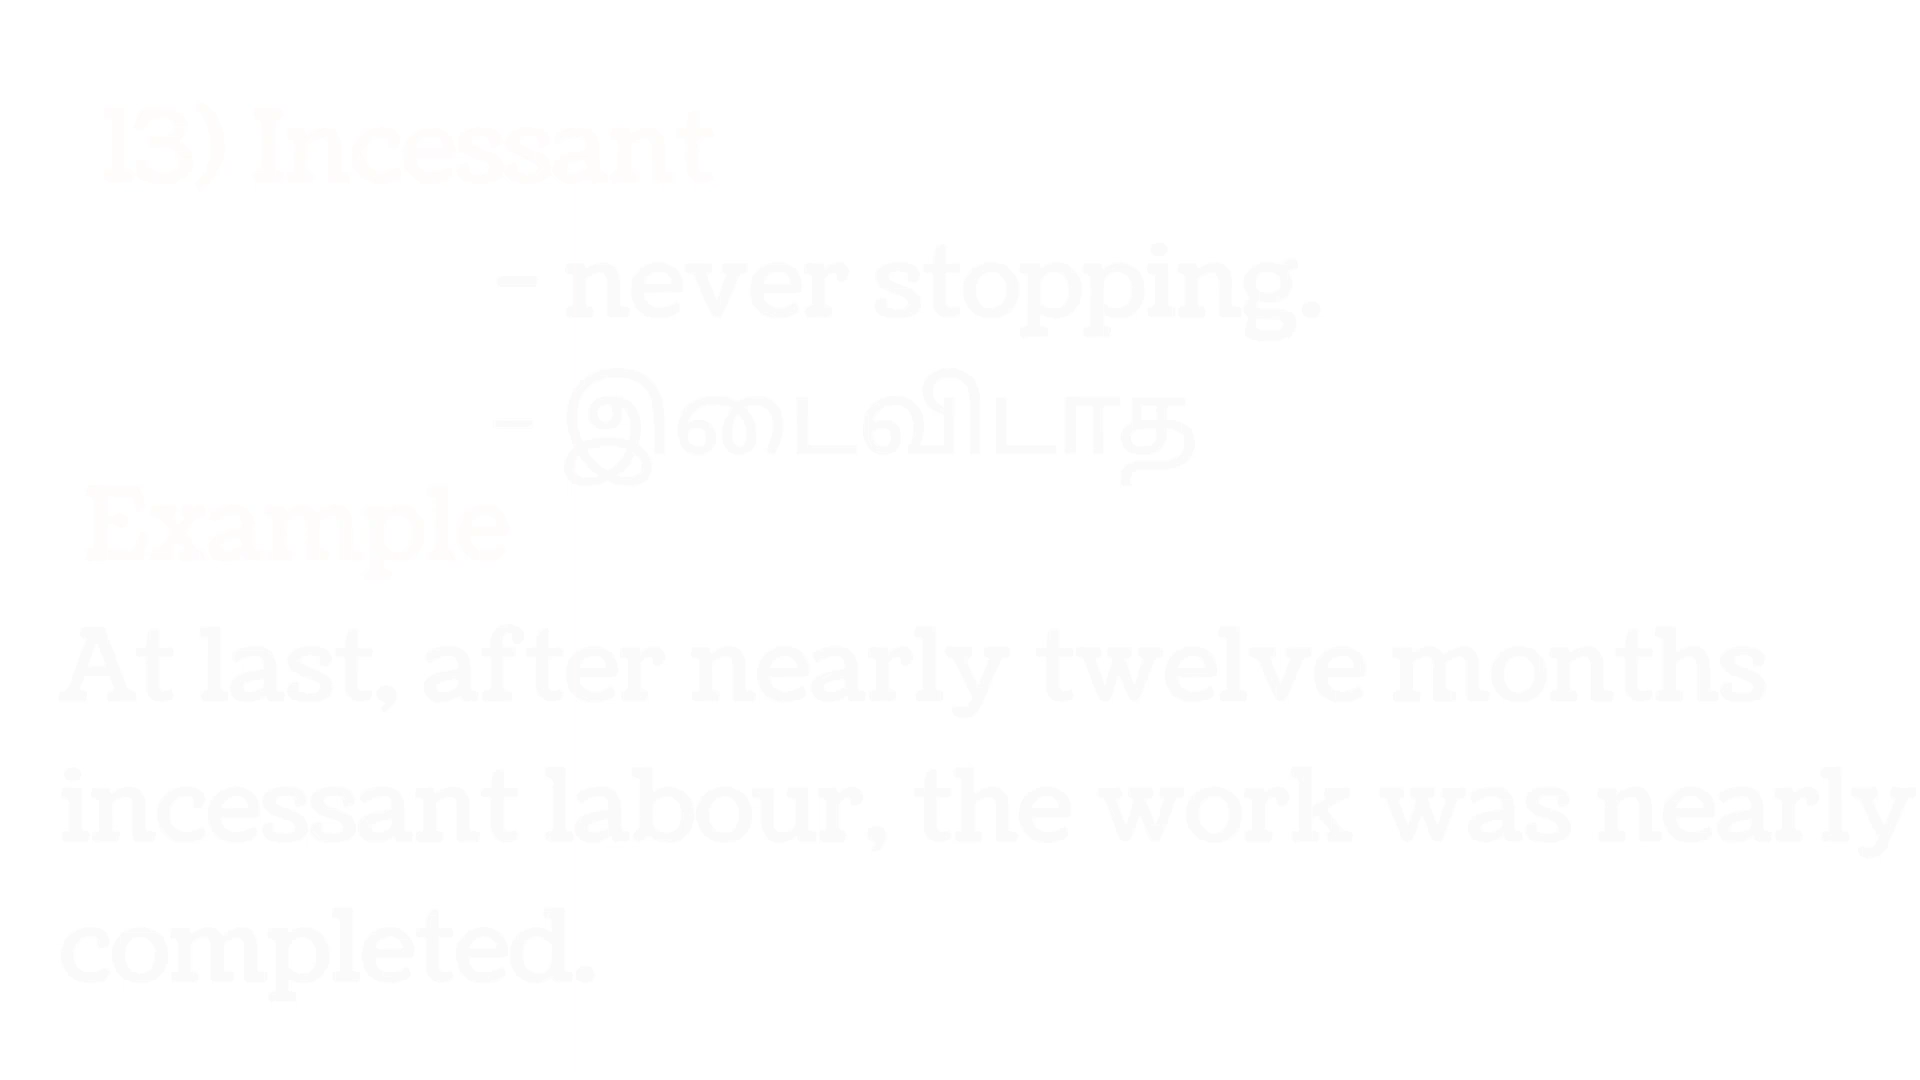 13) Incessant
- never stopping.
- இடைவிடாத
Example
At last, after nearly twelve months
incessant labour, the work was nearly
completed.